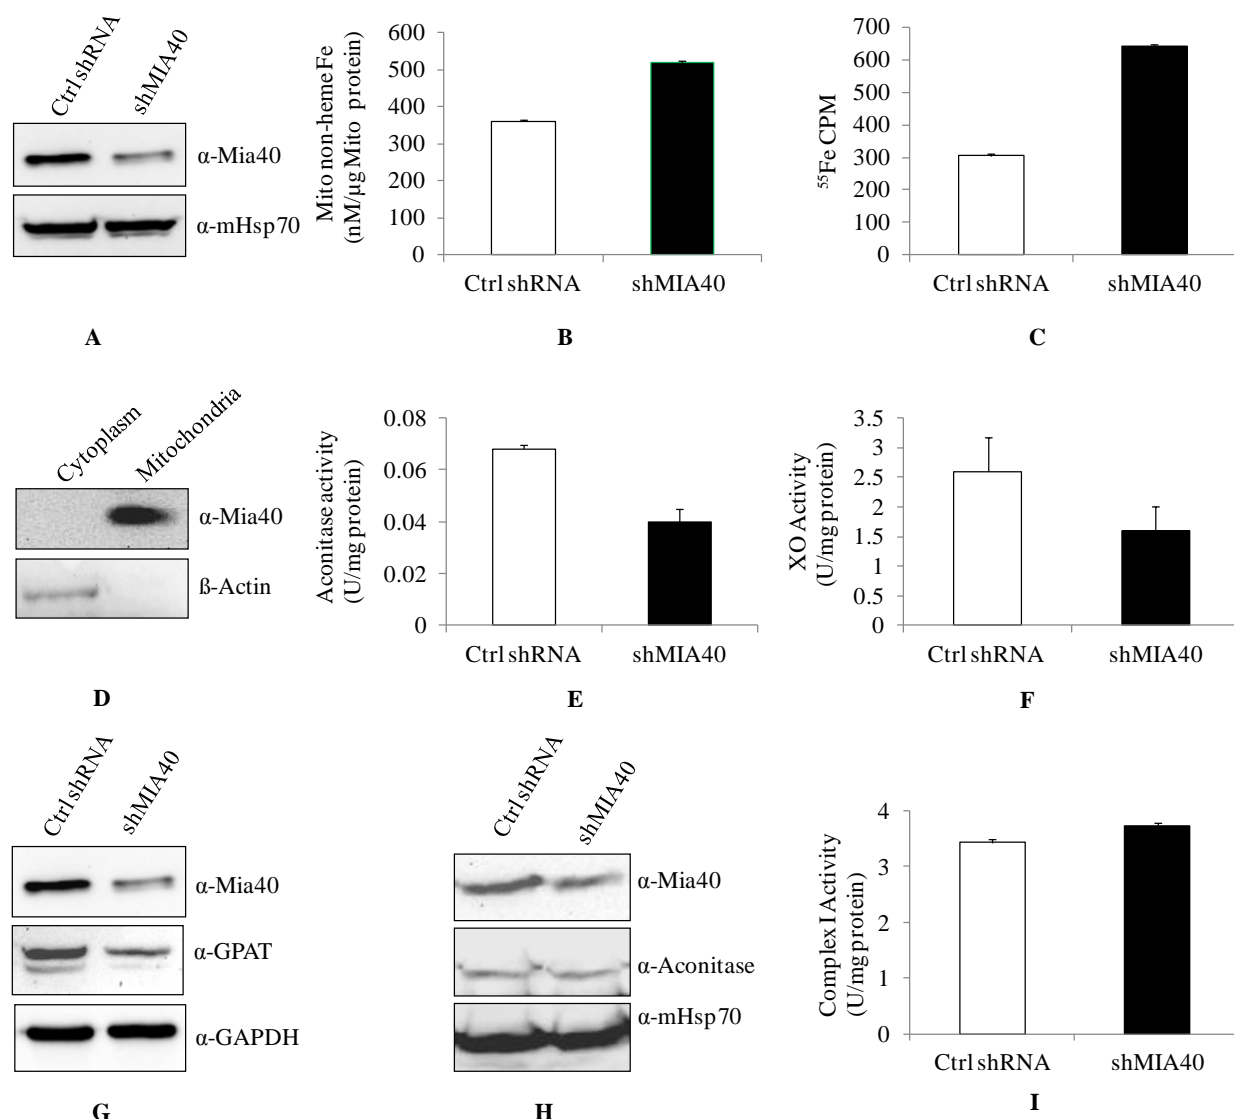 Ctrl shRNA
shMIA40
α-Mia40
α-mHsp70
A
Mito non-heme Fe
(nM/µg Mito protein)
600
500
400
300
200
100
0
Ctrl shRNA
shMIA40
B
55Fe CPM
700
600
500
400
300
200
100
0
Ctrl shRNA
shMIA40
C
Cytoplasm
Mitochondria
α-Mia40
ß-Actin
D
Aconitase activity
(U/mg protein)
0.08
0.06
0.04
0.02
0
Ctrl shRNA
shMIA40
E
XO Activity
(U/mg protein)
3.5
3
2.5
2
1.5
1
0.5
0
Ctrl shRNA
shMIA40
F
Ctrl shRNA
shMIA40
α-Mia40
α-GPAT
α-GAPDH
G
Ctrl shRNA
shMIA40
α-Mia40
α-Aconitase
α-mHsp70
H
Complex I Activity
(U/mg protein)
4
3
2
1
0
Ctrl shRNA
shMIA40
I